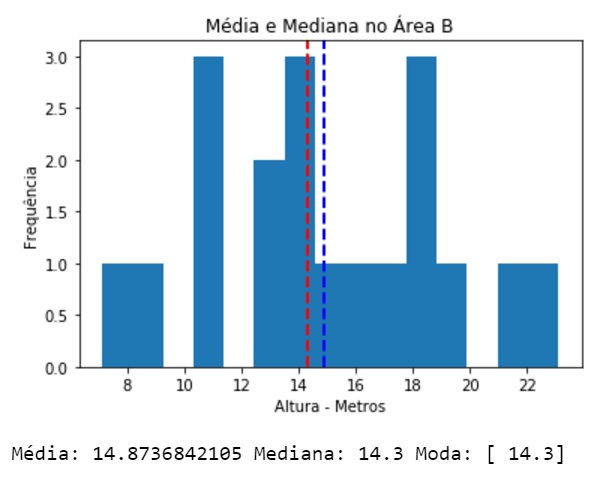 Média e Mediana no Área B
3.0
2.5
2.0
1.5
1.0
0.5
0.0
Frequência
8 10 12 14 16 18 20 22
Altura - Metros
Média: 14.8736842105 Mediana: 14.3 Moda: [ 14.3]